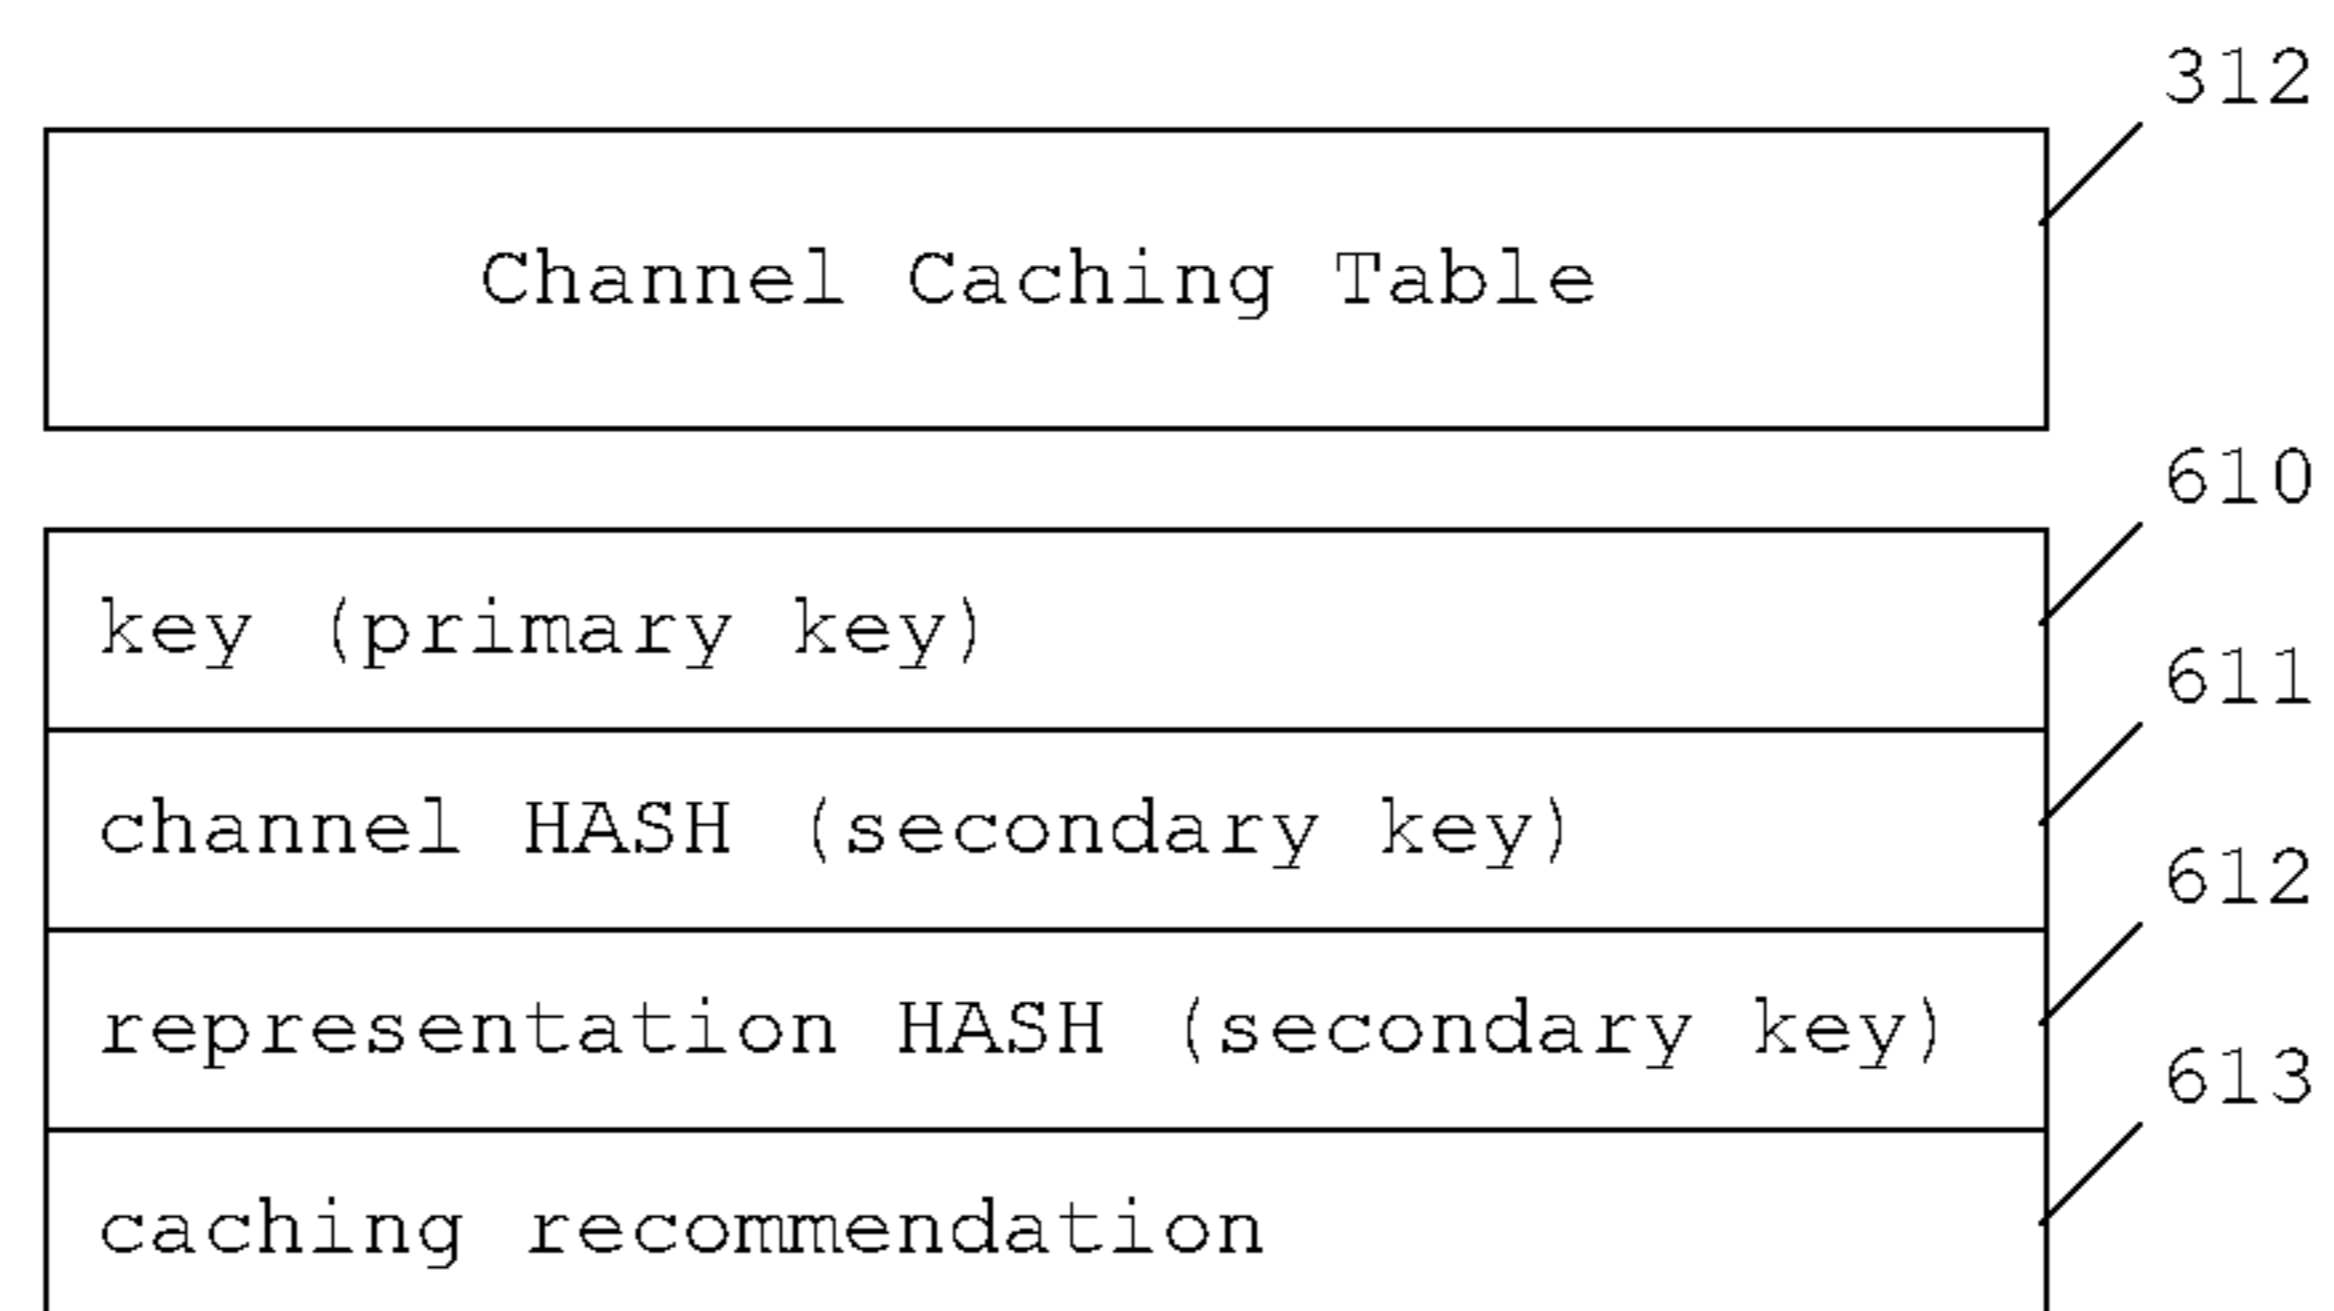 312
Channel Caching Table
610
key (primary key)
611
channel HASH (secondary key)
612
representation HASH (secondary key)
613
caching recommendation